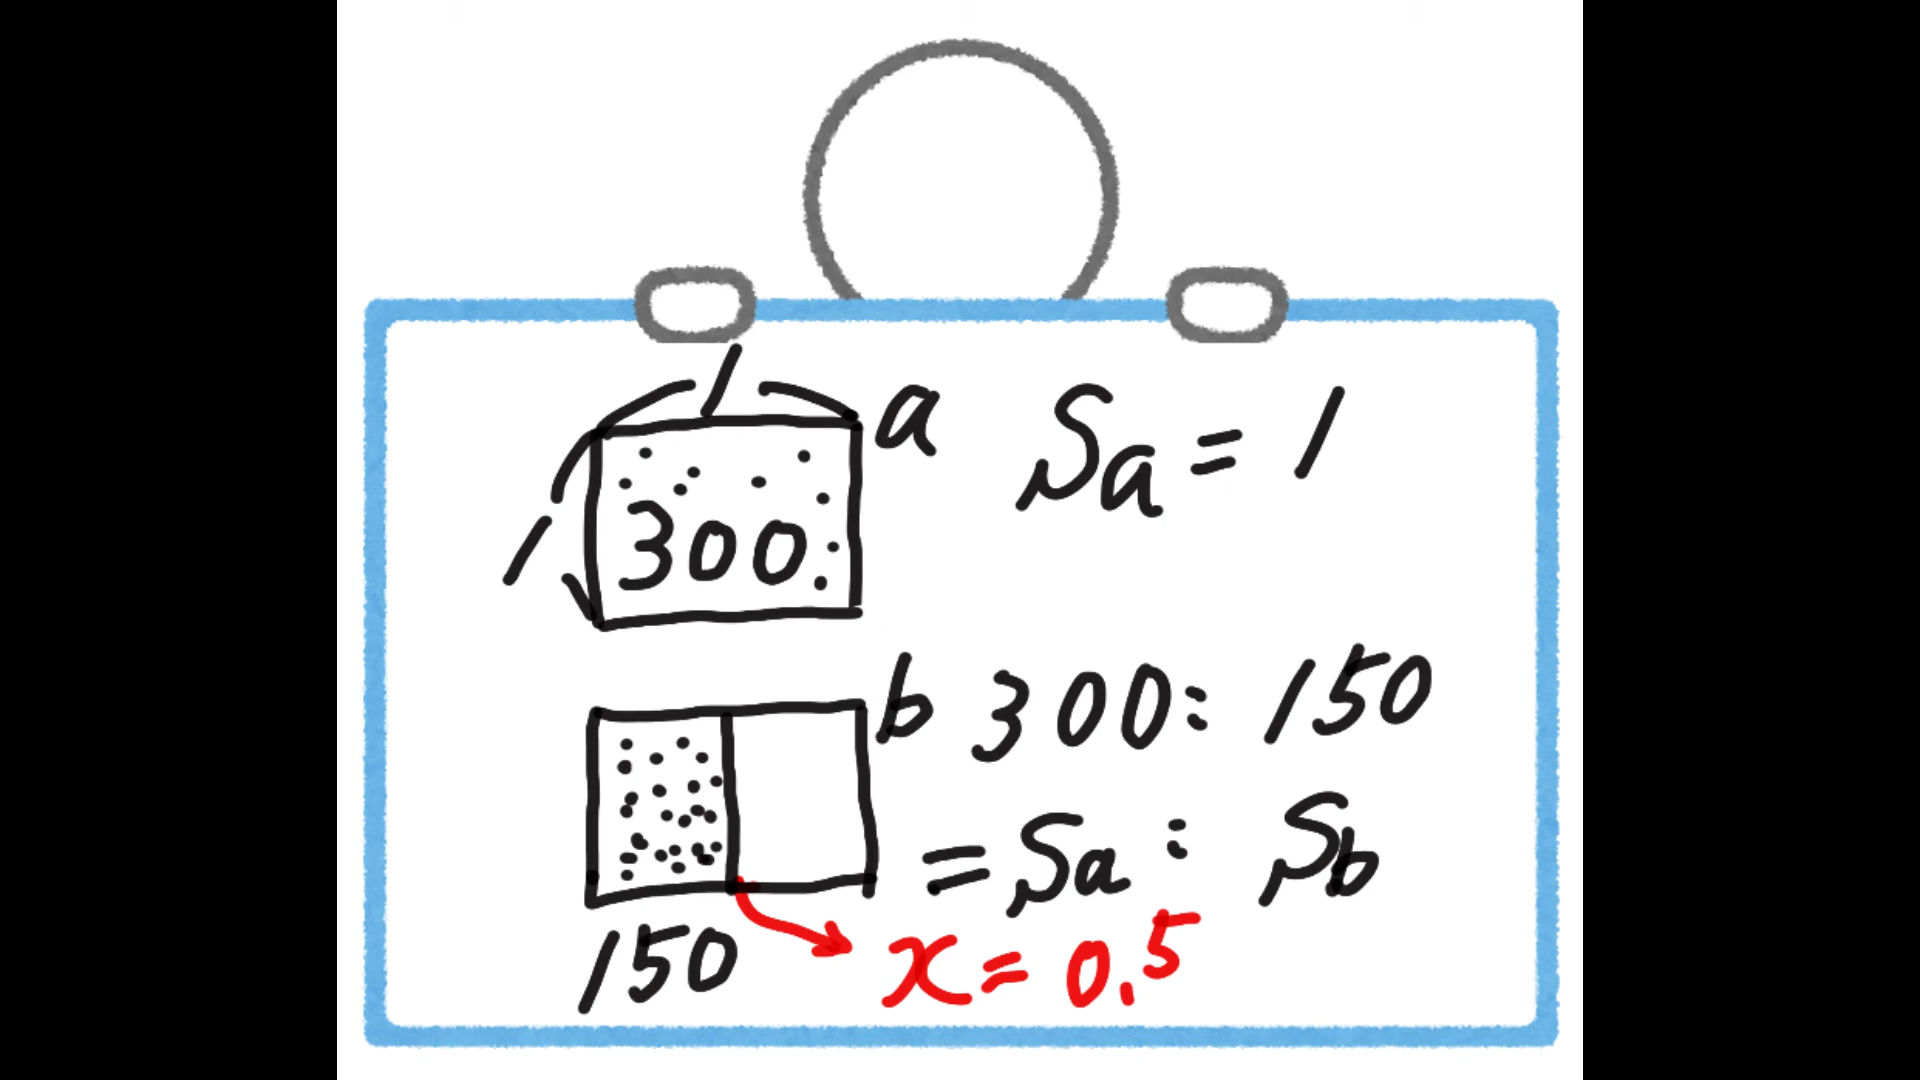 1
a
Sa = 1
1
300
b
300 : 150
= Sa : Sb
150
x = 0.5